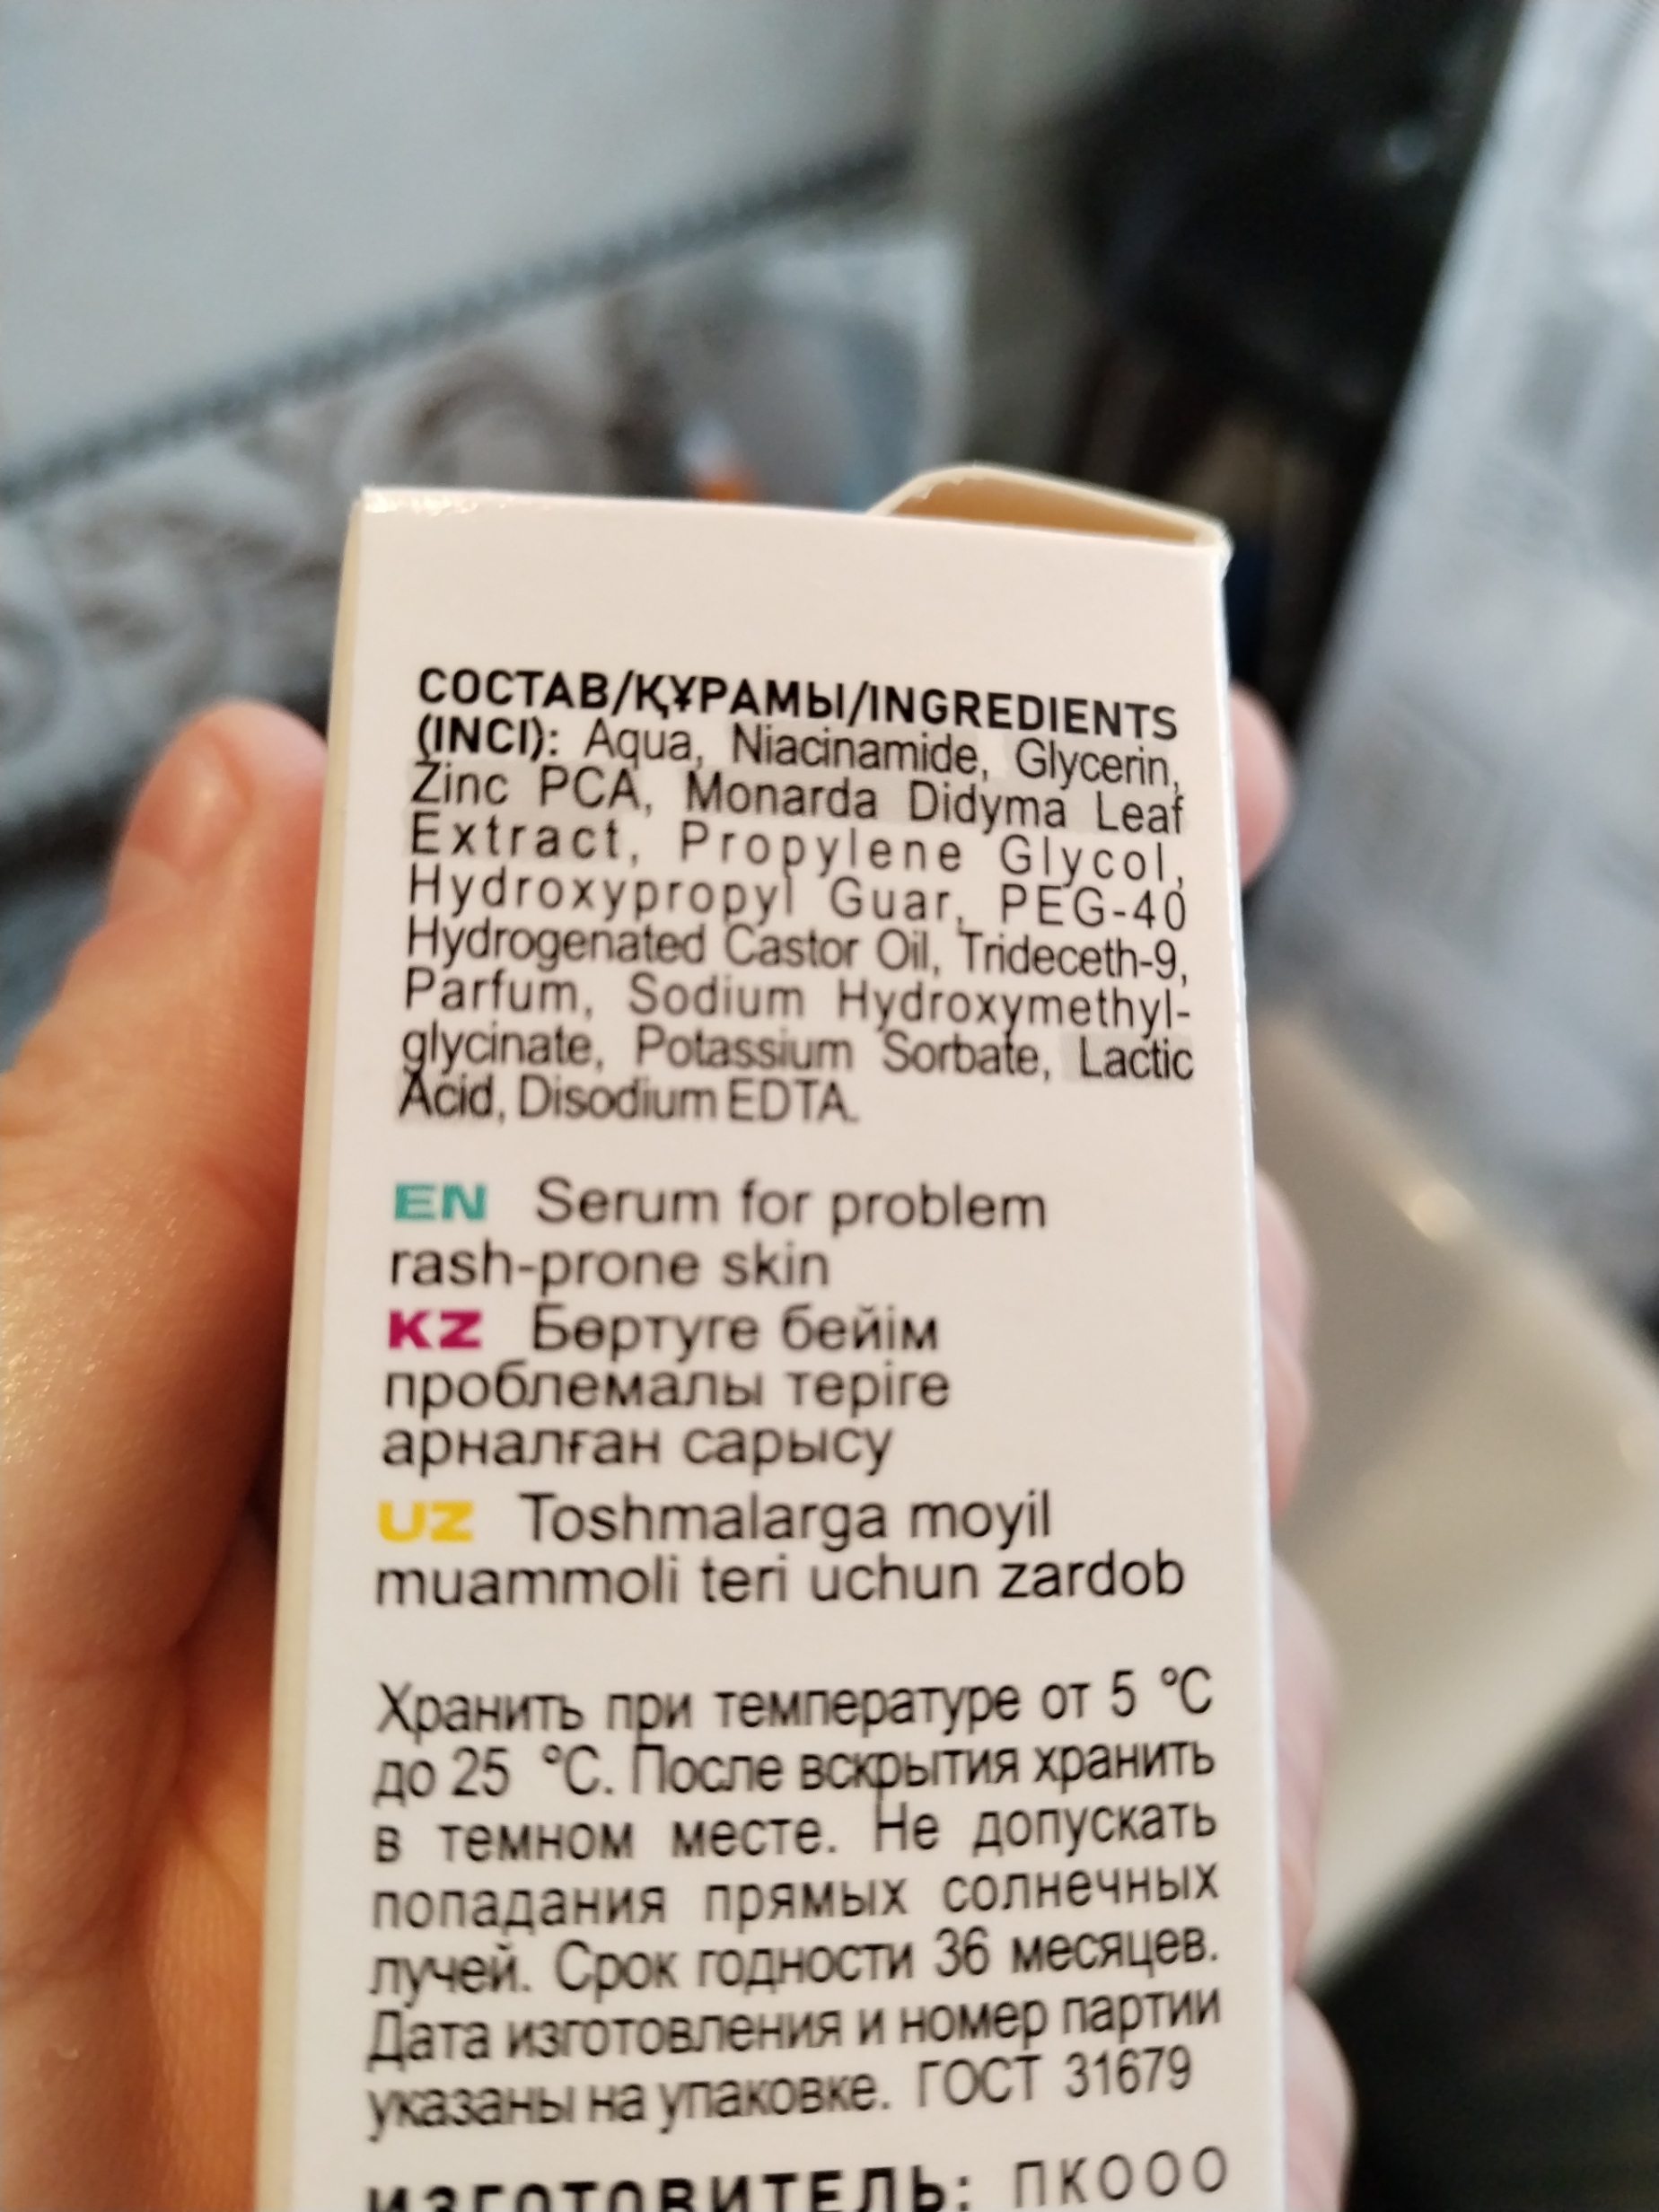 СОСТАВ/ҚҰРАМЫ/INGREDIENTS
(INCI): Aqua, Niacinamide, Glycerin,
Zinc PCA, Monarda Didyma Leaf
Extract, Propylene Glycol,
Hydroxypropyl Guar, PEG-40
Hydrogenated Castor Oil, Trideceth-9,
Parfum, Sodium Hydroxymethyl-
glycinate, Potassium Sorbate, Lactic
Acid, Disodium EDTA.
EN Serum for problem
rash-prone skin
KZ Бөртуге бейім
проблемалы теріге
арналған сарысу
UZ Toshmalarga moyil
muammoli teri uchun zardob
Хранить при температуре от 5 °C
до 25 °C. После вскрытия хранить
в темном месте. Не допускать
попадания прямых солнечных
лучей. Срок годности 36 месяцев.
Дата изготовления и номер партии
указаны на упаковке. ГОСТ 31679
ИЗГОТОВИТЕЛЬ: ПКООО